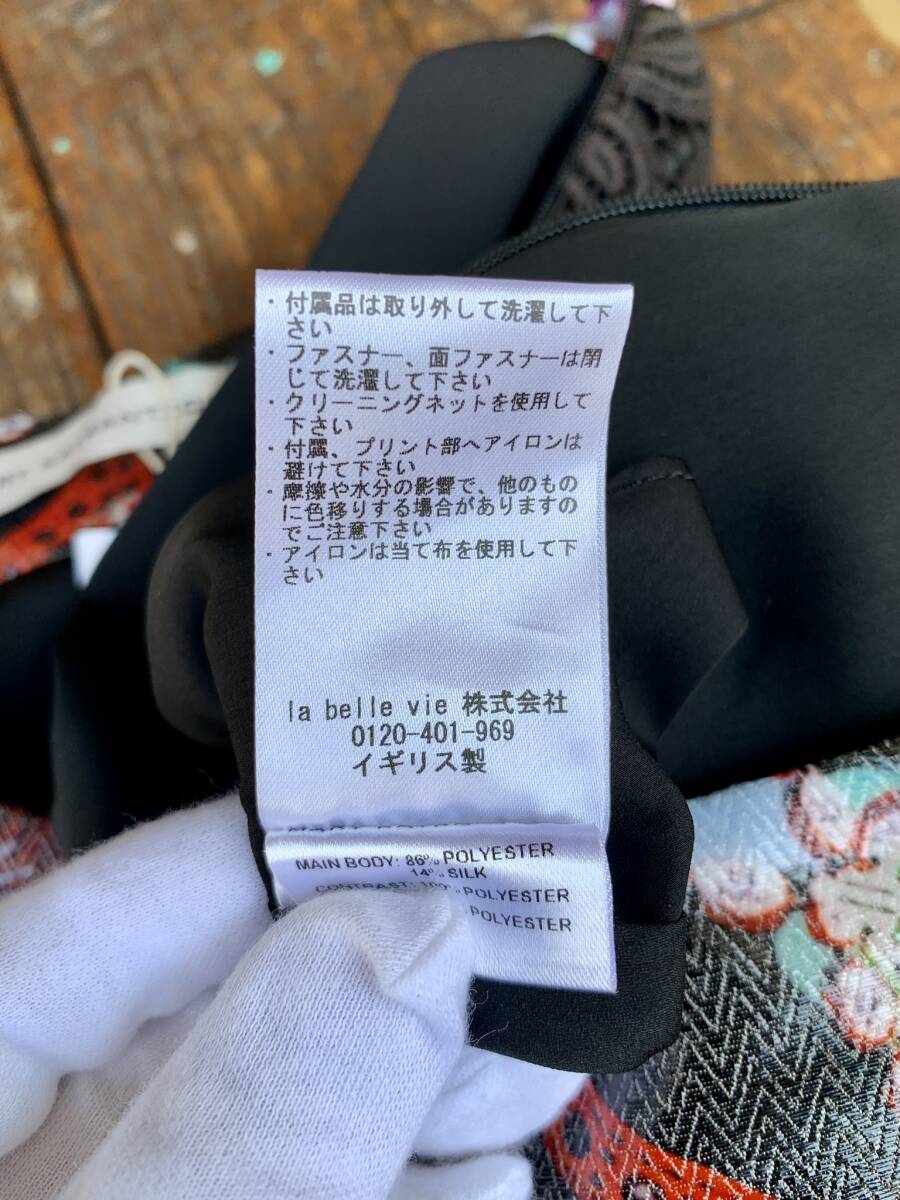 ・付属品は取り外して洗濯して下
さい
・ファスナー、面ファスナーは閉
じて洗濯して下さい
・クリーニングネットを使用して
下さい
・付属、プリント部へアイロンは
避けて下さい
・摩擦や水分の影響で、他のもの
に色移りする場合がありますの
でご注意下さい
・アイロンは当て布を使用して下
さい
la belle vie 株式会社
0120-401-969
イギリス製
MAIN BODY: 86% POLYESTER
14% SILK
CONTRAST: 100% POLYESTER
POLYESTER